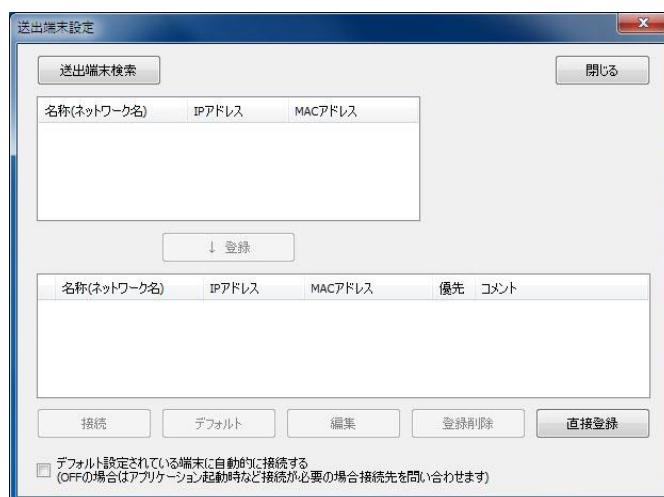 送出端末設定
送出端末検索
閉じる
名称(ネットワーク名) IPアドレス MACアドレス
↓ 登録
名称(ネットワーク名) IPアドレス MACアドレス 優先 コメント
接続 デフォルト 編集 登録削除 直接登録
デフォルト設定されている端末に自動的に接続する
(OFFの場合はアプリケーション起動時など接続が必要の場合接続先を問い合わせます)